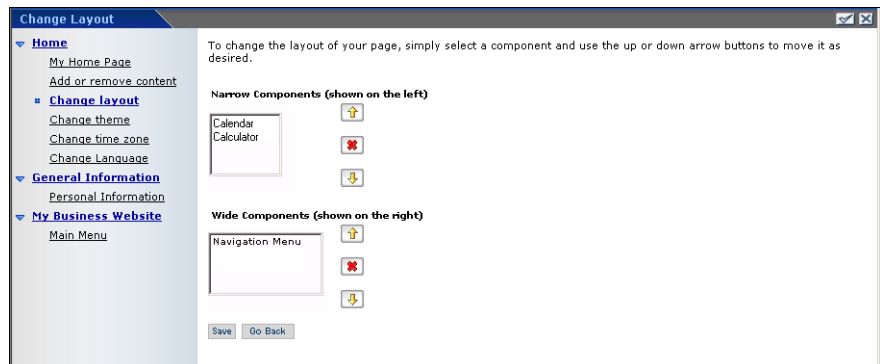 Change Layout
Home
My Home Page
Add or remove content
Change layout
Change theme
Change time zone
Change Language
General Information
Personal Information
My Business Website
Main Menu
To change the layout of your page, simply select a component and use the up or down arrow buttons to move it as
desired.
Narrow Components (shown on the left)
Calendar
Calculator
Wide Components (shown on the right)
Navigation Menu
Save
Go Back